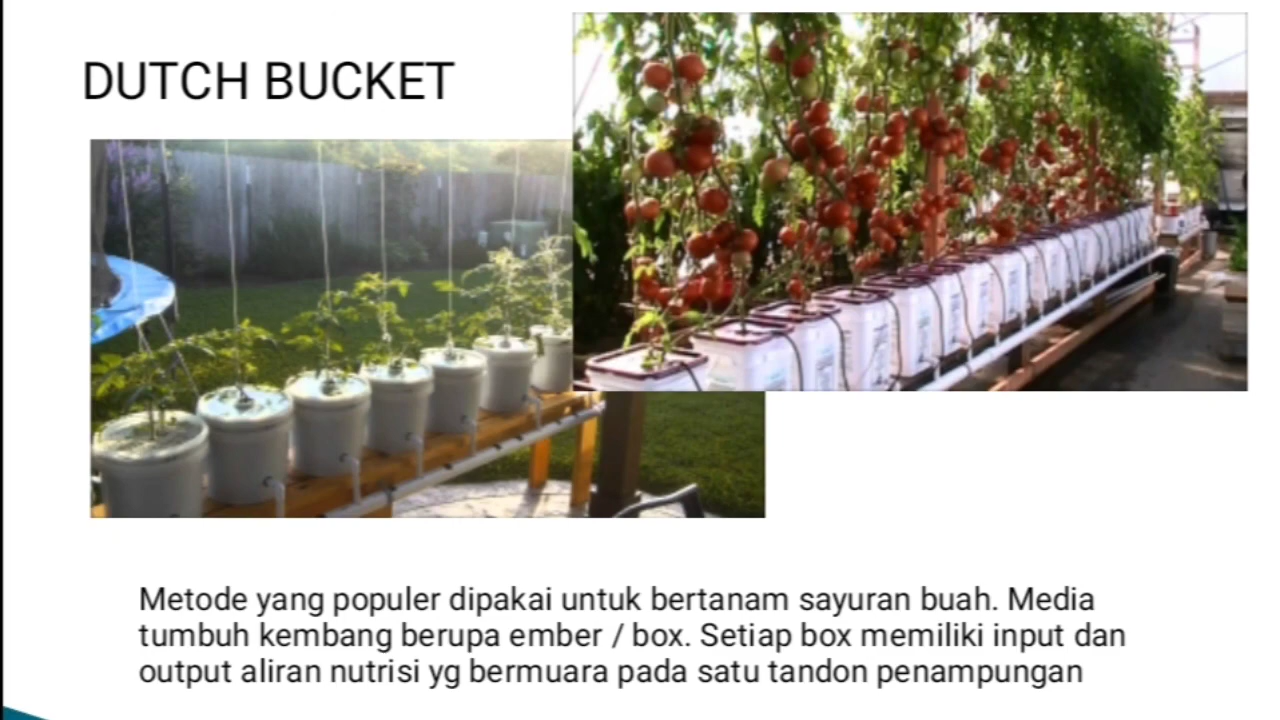 DUTCH BUCKET
Metode yang populer dipakai untuk bertanam sayuran buah. Media
tumbuh kembang berupa ember / box. Setiap box memiliki input dan
output aliran nutrisi yg bermuara pada satu tandon penampungan